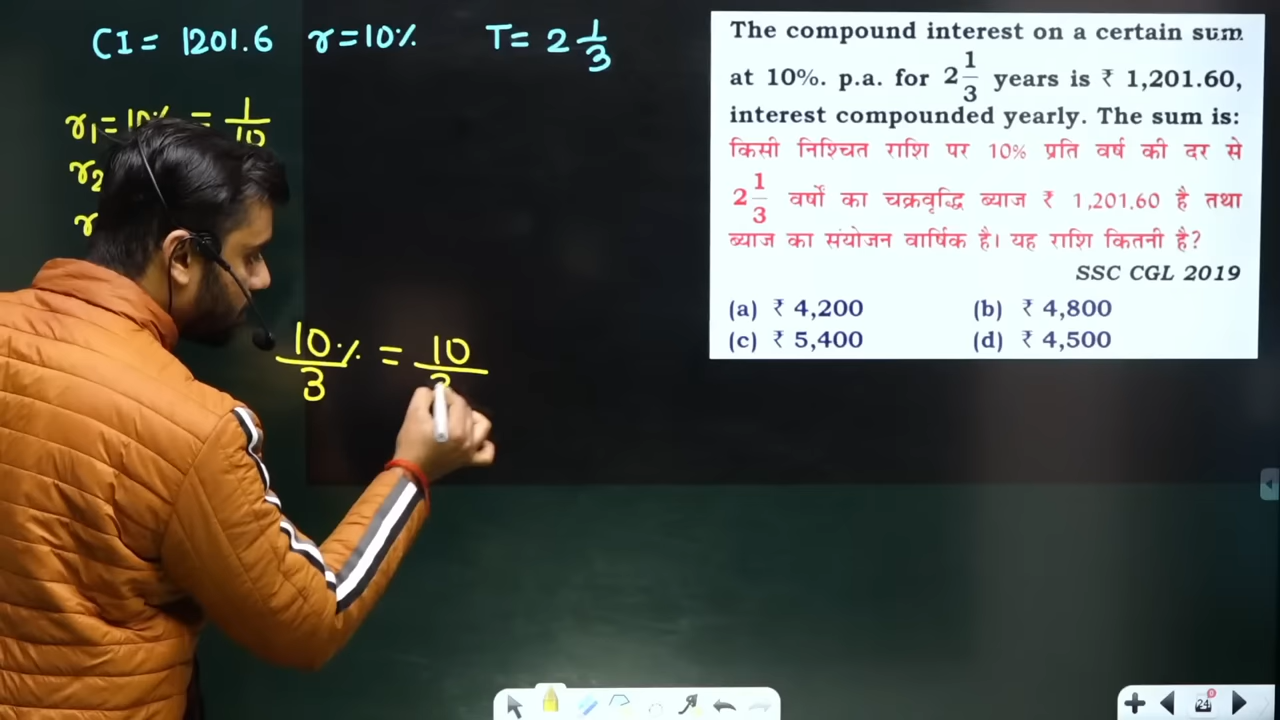 CI = 1201.6 r = 10% T = 2 1/3
r1 = 10% = 1/10
r2
r
10%/3 = 10/3
The compound interest on a certain sum
at 10%. p.a. for 2 1/3 years is ₹ 1,201.60,
interest compounded yearly. The sum is:
किसी निश्चित राशि पर 10% प्रति वर्ष की दर से
2 1/3 वर्षों का चक्रवृद्धि ब्याज ₹ 1,201.60 है तथा
ब्याज का संयोजन वार्षिक है। यह राशि कितनी है?
SSC CGL 2019
(a) ₹ 4,200 (b) ₹ 4,800
(c) ₹ 5,400 (d) ₹ 4,500
24